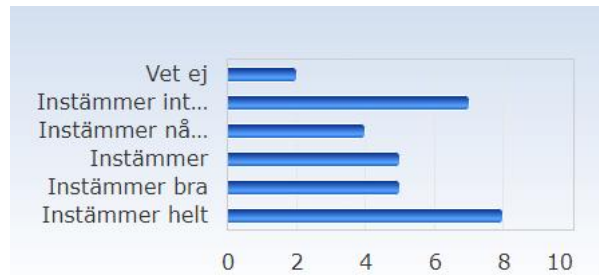 Vet ej
Instämmer int...
Instämmer nå...
Instämmer
Instämmer bra
Instämmer helt
0 2 4 6 8 10